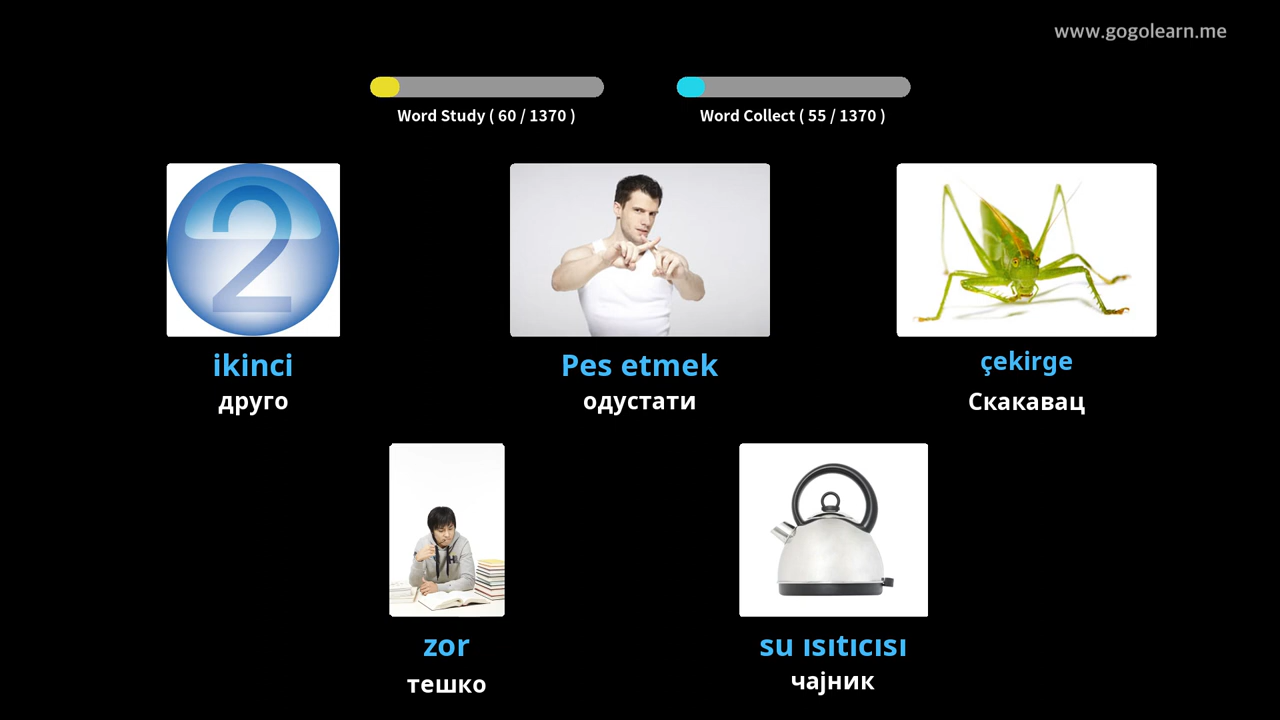 www.gogolearn.me
Word Study ( 60 / 1370 )
Word Collect ( 55 / 1370 )
2
ikinci
друго
Pes etmek
одустати
çekirge
Скакавац
zor
тешко
su ısıtıcısı
чајник